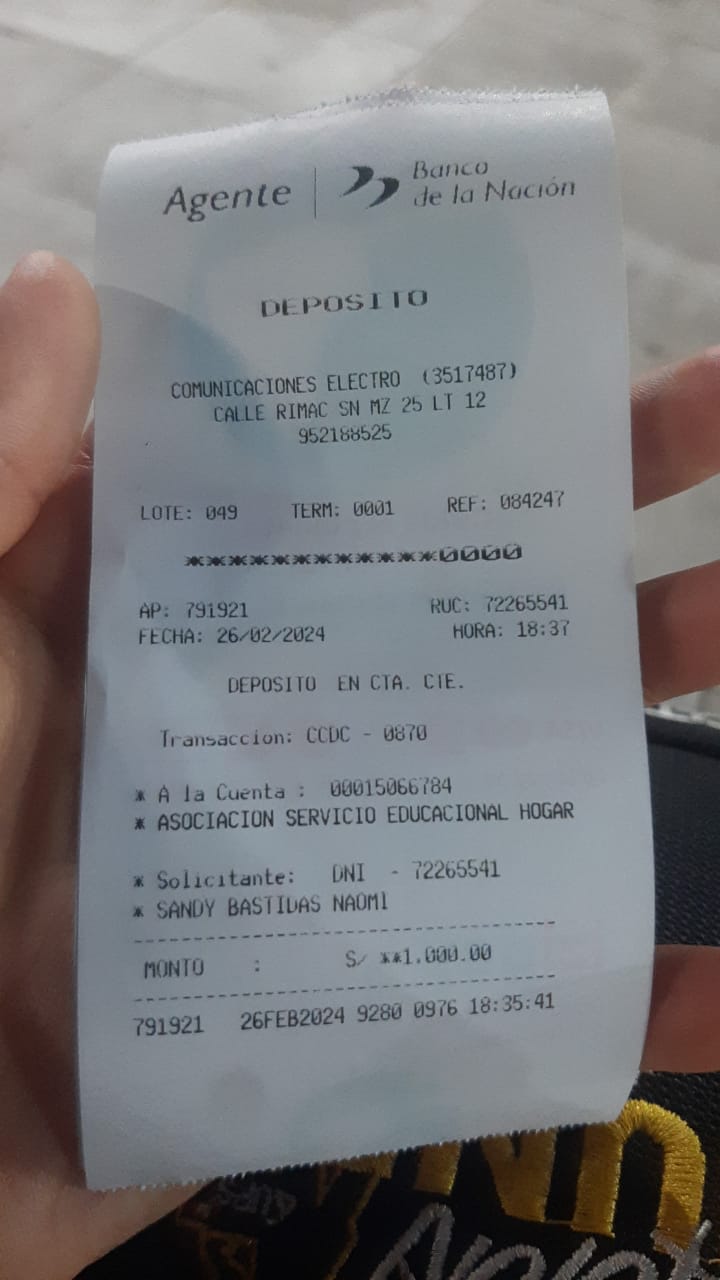 Agente | Banco
de la Nación
DEPOSITO
COMUNICACIONES ELECTRO (3517487)
CALLE RIMAC SN MZ 25 LT 12
952188525
LOTE: 049 TERM: 0001 REF: 084247
************0000
AP: 791921 RUC: 72265541
FECHA: 26/02/2024 HORA: 18:37
DEPOSITO EN CTA. CTE.
Transaccion: CCDC - 0870
* A la Cuenta : 00015066784
* ASOCIACION SERVICIO EDUCACIONAL HOGAR
* Solicitante: DNI - 72265541
* SANDY BASTIDAS NAOMI
MONTO : S/ **1.000.00
791921 26FEB2024 9280 0976 18:35:41